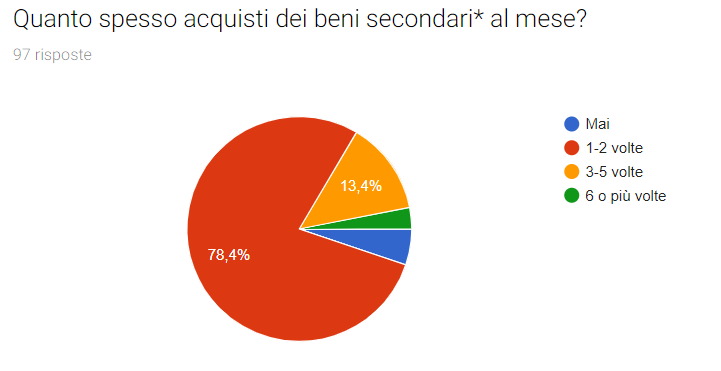 Quanto spesso acquisti dei beni secondari* al mese?
97 risposte
Mai
1-2 volte
3-5 volte
6 o più volte
13,4%
78,4%